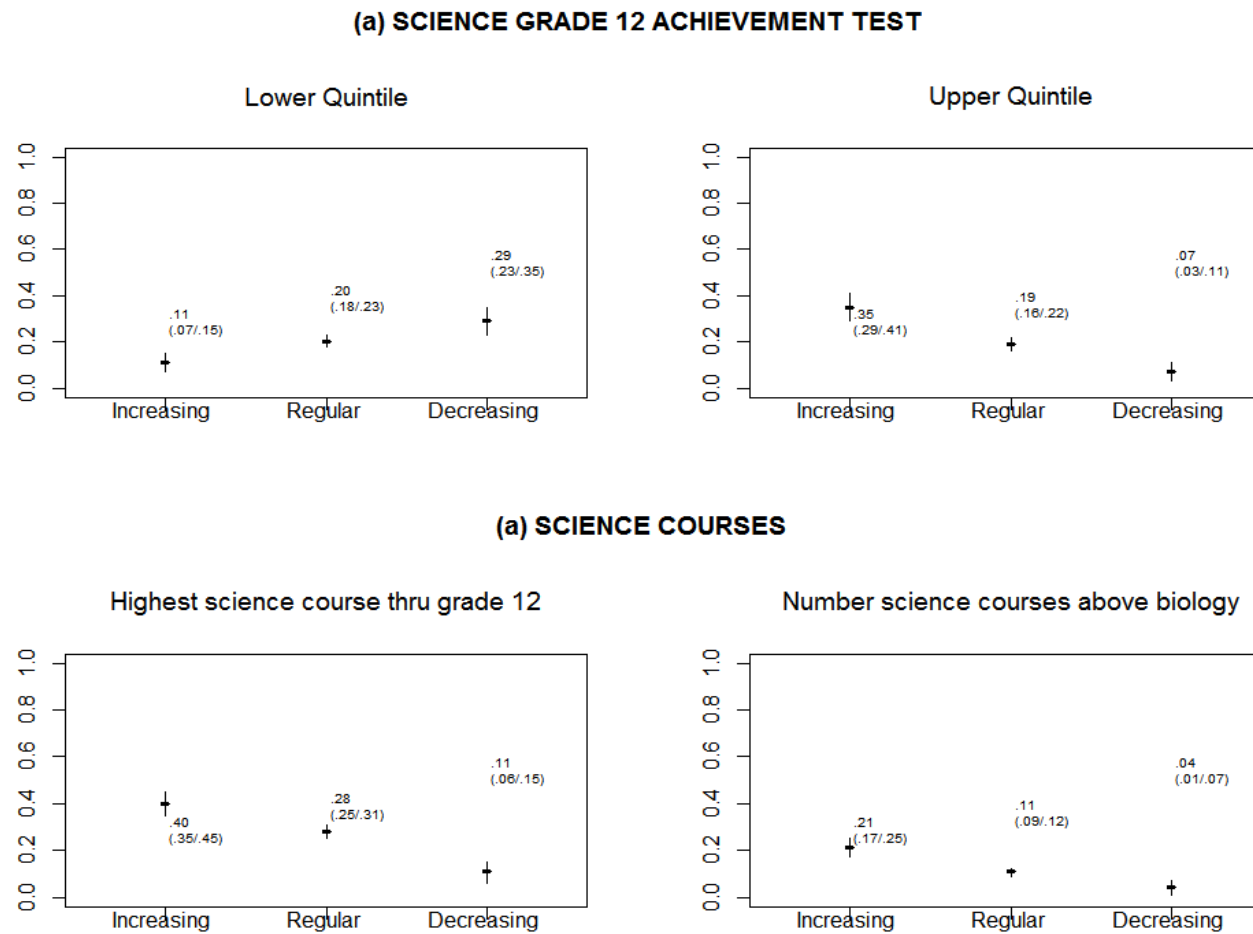 (a) SCIENCE GRADE 12 ACHIEVEMENT TEST
Lower Quintile
1.0
0.8
0.6
0.4
0.2
0.0
.11
(.07/.15)
.20
(.18/.23)
.29
(.23/.35)
Increasing
Regular
Decreasing
Upper Quintile
1.0
0.8
0.6
0.4
0.2
0.0
.35
(.29/.41)
.19
(.16/.22)
.07
(.03/.11)
Increasing
Regular
Decreasing
(a) SCIENCE COURSES
Highest science course thru grade 12
1.0
0.8
0.6
0.4
0.2
0.0
.40
(.35/.45)
.28
(.25/.31)
.11
(.06/.15)
Increasing
Regular
Decreasing
Number science courses above biology
1.0
0.8
0.6
0.4
0.2
0.0
.21
(.17/.25)
.11
(.09/.12)
.04
(.01/.07)
Increasing
Regular
Decreasing